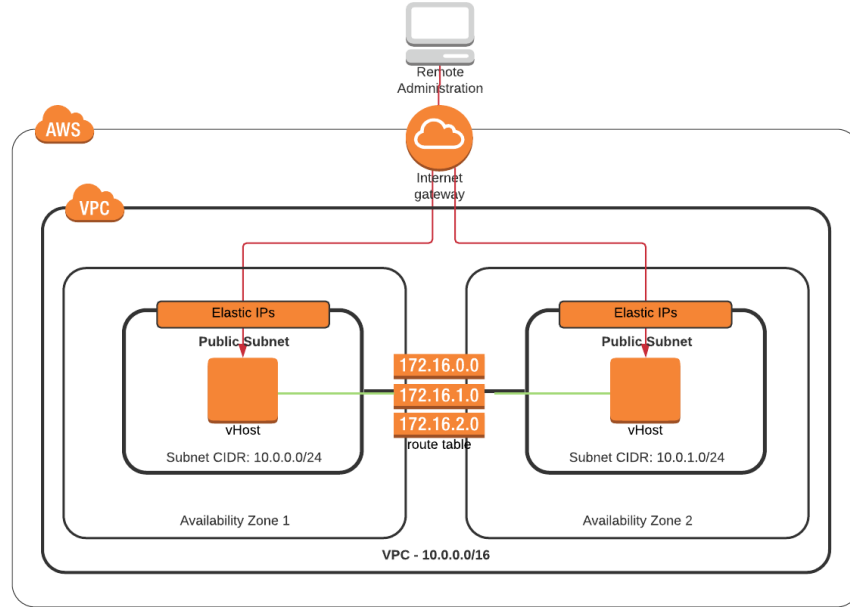 Remote
Administration
AWS
Internet
gateway
VPC
Elastic IPs
Elastic IPs
Public Subnet
Public Subnet
172.16.0.0
172.16.1.0
172.16.2.0
route table
vHost
vHost
Subnet CIDR: 10.0.0.0/24
Subnet CIDR: 10.0.1.0/24
Availability Zone 1
Availability Zone 2
VPC - 10.0.0.0/16